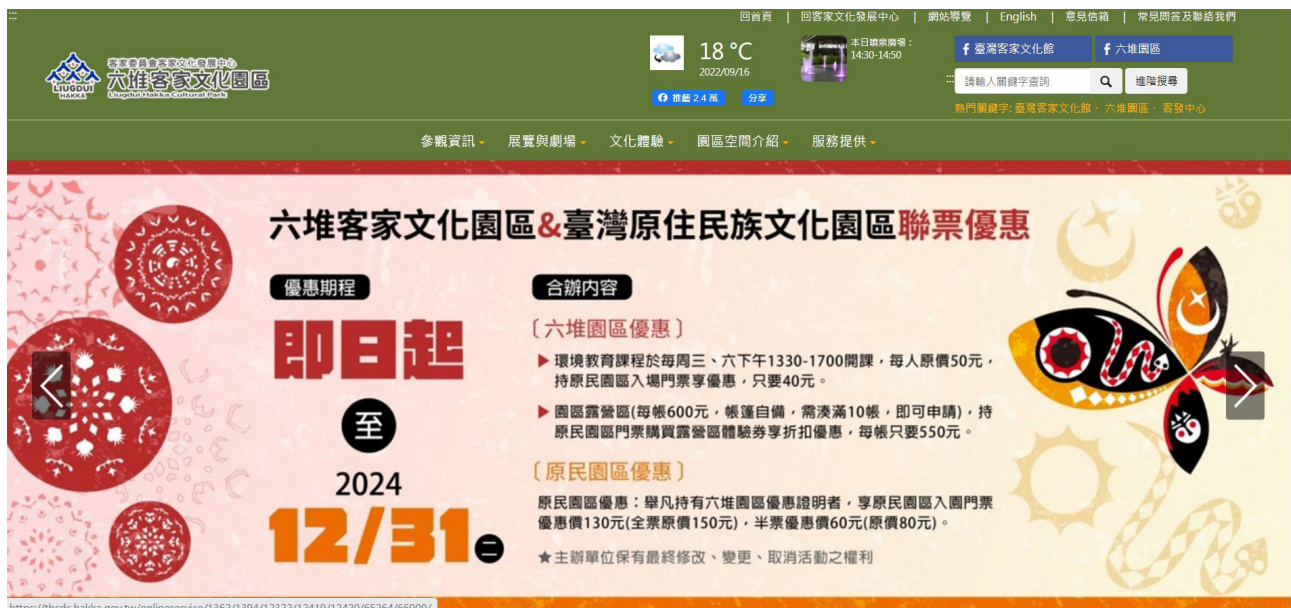 :::
回首頁 | 回客家文化發展中心 | 網站導覽 | English | 意見信箱 | 常見問答及聯絡我們
客家委員會客家文化發展中心
六堆客家文化園區
Liugdui Hakka Cultural Park
LIUGDUI
HAKKA
18 °C
2022/09/16
推薦 2.4 萬 分享
本日噴泉廣場：
14:30-14:50
臺灣客家文化館 六堆園區
:::
請輸入關鍵字查詢 進階搜尋
熱門關鍵字: 臺灣客家文化館、六堆園區、客發中心
參觀資訊 展覽與劇場 文化體驗 園區空間介紹 服務提供
六堆客家文化園區&臺灣原住民族文化園區聯票優惠
優惠期程
即日起
至
2024
12/31二
合辦內容
〔六堆園區優惠〕
▶環境教育課程於每周三、六下午1330-1700開課，每人原價50元，
持原民園區入場門票享優惠，只要40元。
▶園區露營區(每帳600元，帳篷自備，需湊滿10帳，即可申請)，持
原民園區門票購買露營區體驗券享折扣優惠，每帳只要550元。
〔原民園區優惠〕
原民園區優惠：舉凡持有六堆園區優惠證明者，享原民園區入園門票
優惠價130元(全票原價150元)，半票優惠價60元(原價80元)。
★主辦單位保有最終修改、變更、取消活動之權利
https://thcdc.hakka.gov.tw/onlineservice/1362/1394/12322/12419/12420/65264/66909/